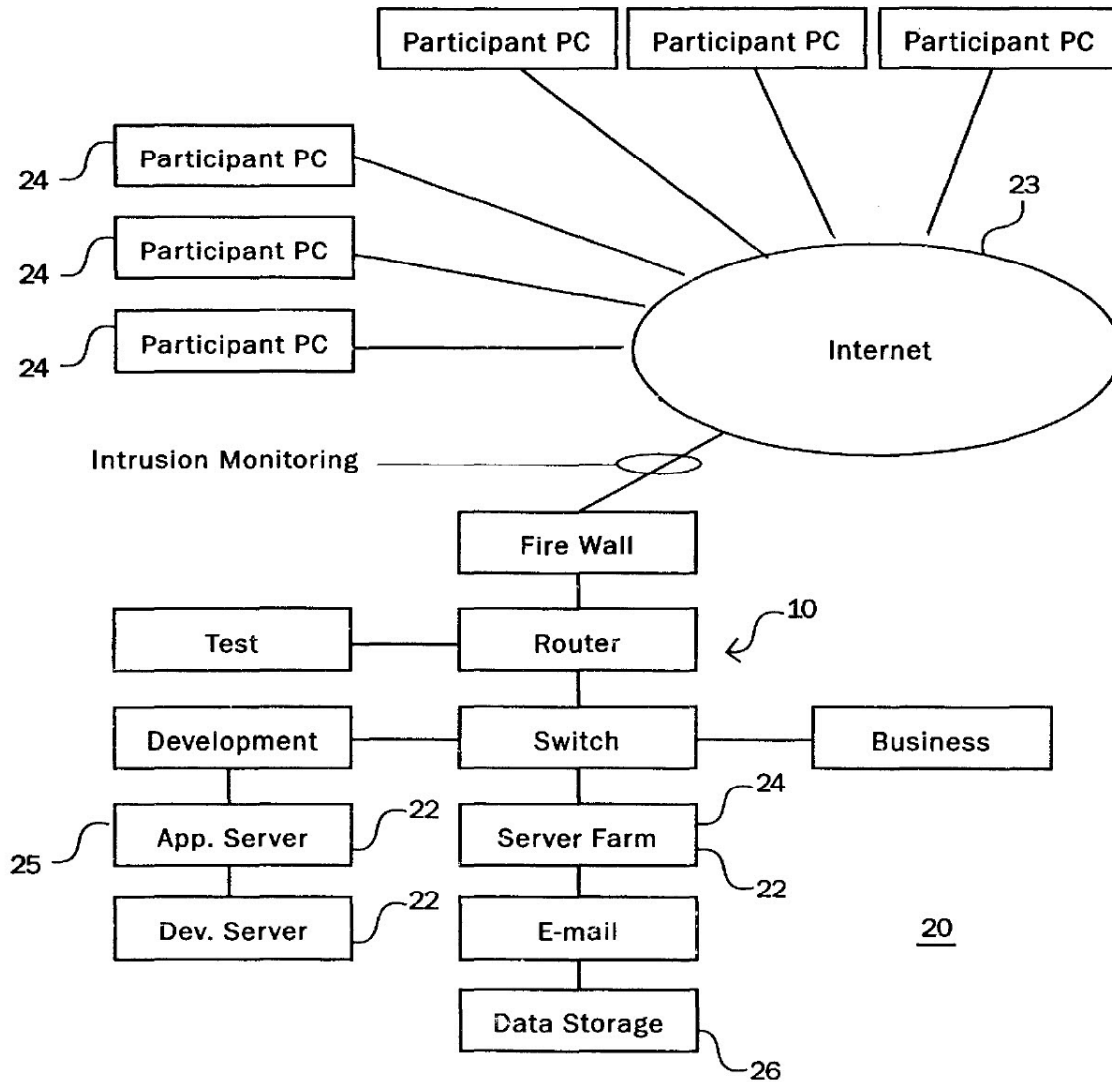 Participant PC Participant PC Participant PC
24 Participant PC
23
24 Participant PC
24 Participant PC
Internet
Intrusion Monitoring
Fire Wall
10
Test Router
Development Switch Business
24
22
25 App. Server Server Farm
22
22
Dev. Server E-mail 20
Data Storage
26